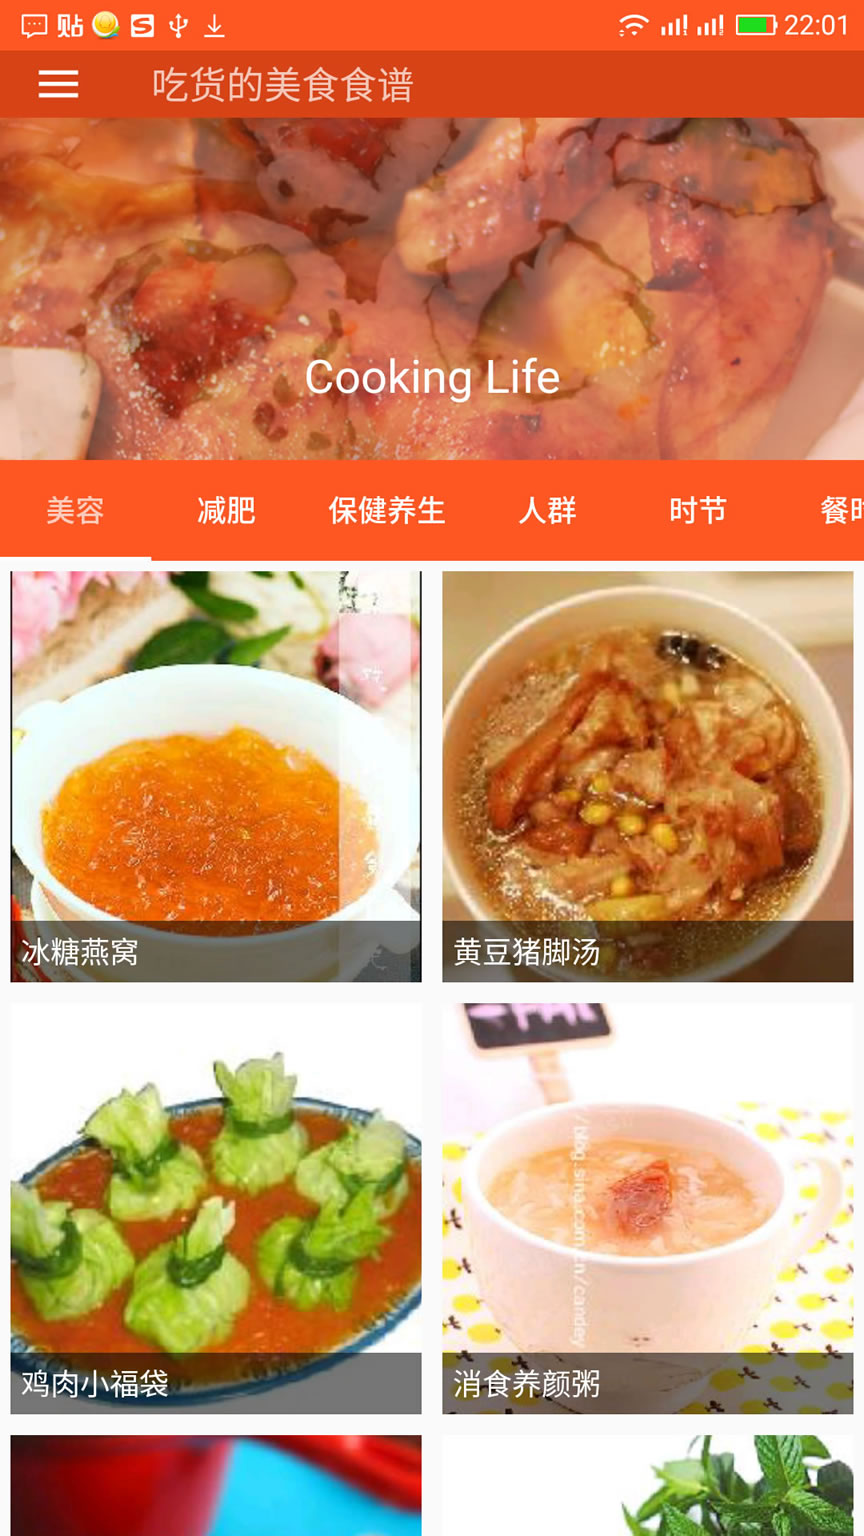 贴 22:01
吃货的美食食谱
Cooking Life
美容 减肥 保健养生 人群 时节 餐时
冰糖燕窝
黄豆猪脚汤
鸡肉小福袋
/blog.sina.com.cn/candey
消食养颜粥